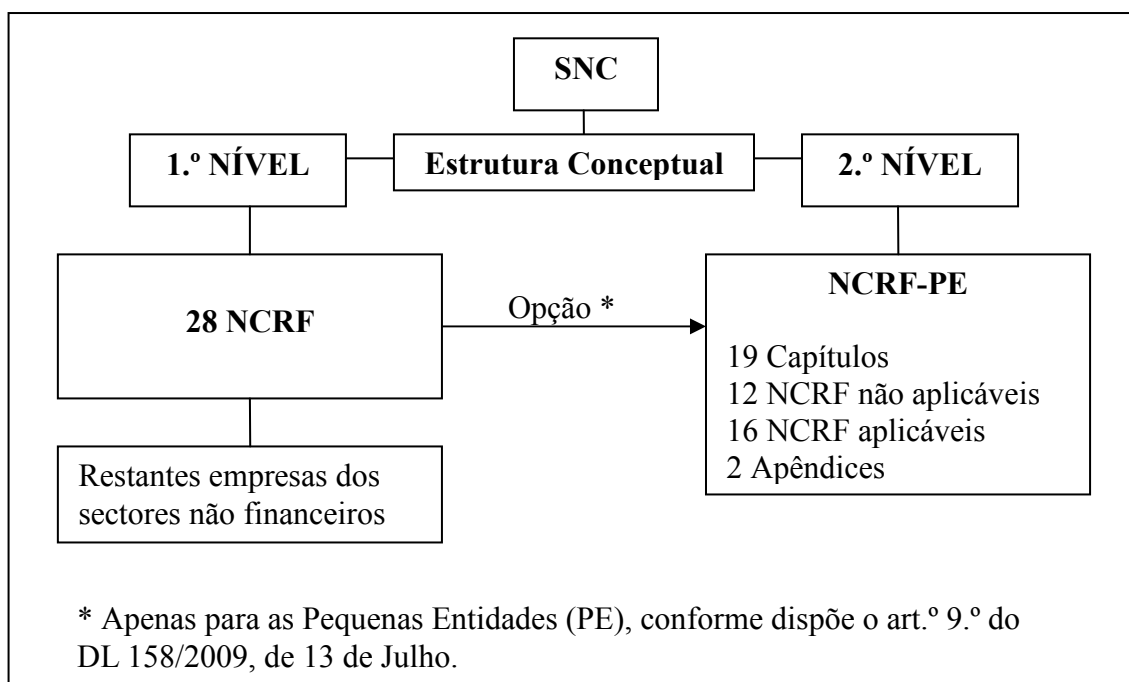 SNC
1.º NÍVEL
Estrutura Conceptual
2.º NÍVEL
28 NCRF
Opção *
NCRF-PE
19 Capítulos
12 NCRF não aplicáveis
16 NCRF aplicáveis
2 Apêndices
Restantes empresas dos
sectores não financeiros
* Apenas para as Pequenas Entidades (PE), conforme dispõe o art.º 9.º do
DL 158/2009, de 13 de Julho.